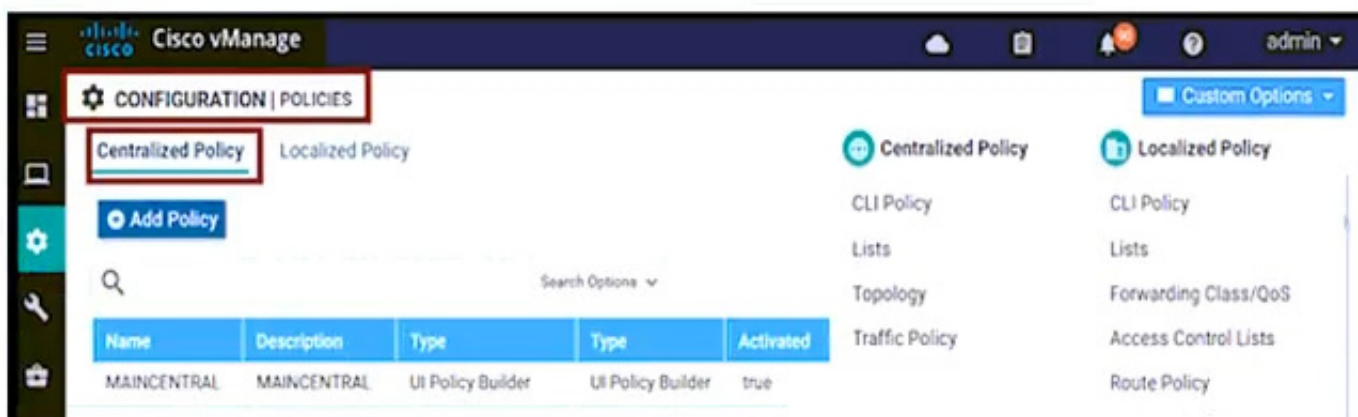 CISCO Cisco vManage 90 admin
CONFIGURATION | POLICIES Custom Options
Centralized Policy Localized Policy
Add Policy
Search Options
Name Description Type Type Activated
MAINCENTRAL MAINCENTRAL UI Policy Builder UI Policy Builder true
Centralized Policy
CLI Policy
Lists
Topology
Traffic Policy
Localized Policy
CLI Policy
Lists
Forwarding Class/QoS
Access Control Lists
Route Policy